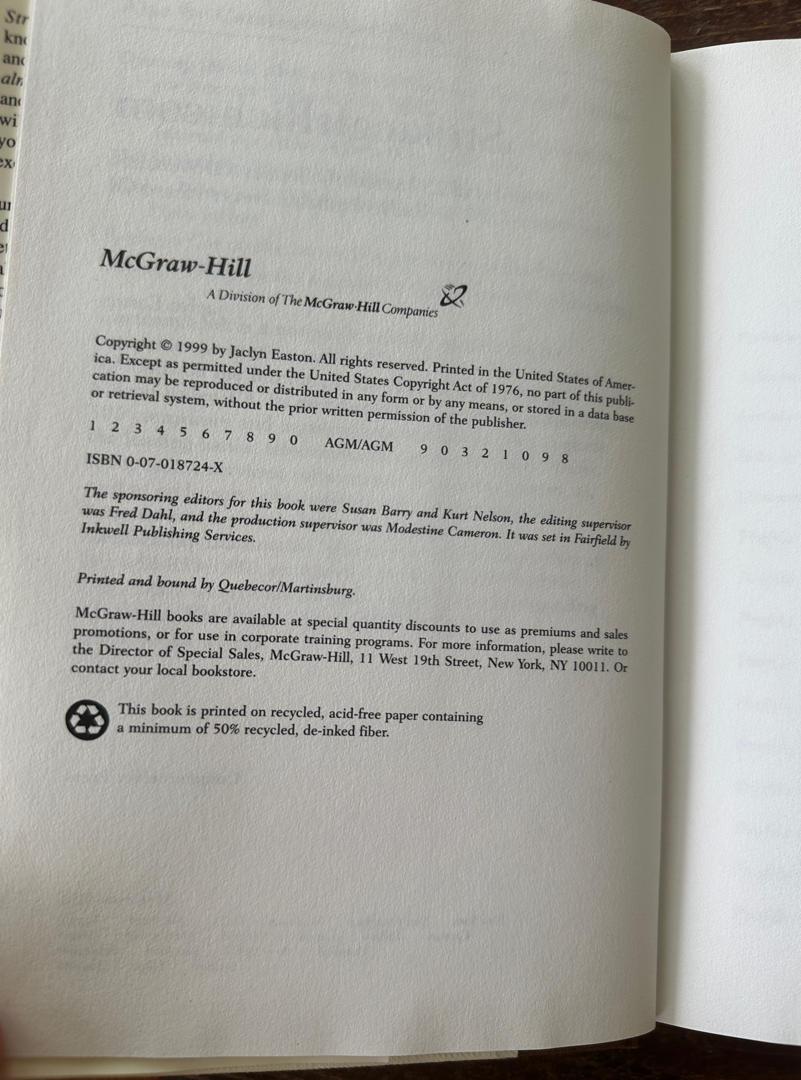 Str
and
and
wi
yo
McGraw-Hill
A Division of The McGraw·Hill Companies
Copyright © 1999 by Jaclyn Easton. All rights reserved. Printed in the United States of Amer-
ica. Except as permitted under the United States Copyright Act of 1976, no part of this publi-
cation may be reproduced or distributed in any form or by any means, or stored in a data base
or retrieval system, without the prior written permission of the publisher.
1 2 3 4 5 6 7 8 9 0 AGM/AGM 9 0 3 2 1 0 9 8
ISBN 0-07-018724-X
The sponsoring editors for this book were Susan Barry and Kurt Nelson, the editing supervisor
was Fred Dahl, and the production supervisor was Modestine Cameron. It was set in Fairfield by
Inkwell Publishing Services.
Printed and bound by Quebecor/Martinsburg.
McGraw-Hill books are available at special quantity discounts to use as premiums and sales
promotions, or for use in corporate training programs. For more information, please write to
the Director of Special Sales, McGraw-Hill, 11 West 19th Street, New York, NY 10011. Or
contact your local bookstore.
This book is printed on recycled, acid-free paper containing
a minimum of 50% recycled, de-inked fiber.